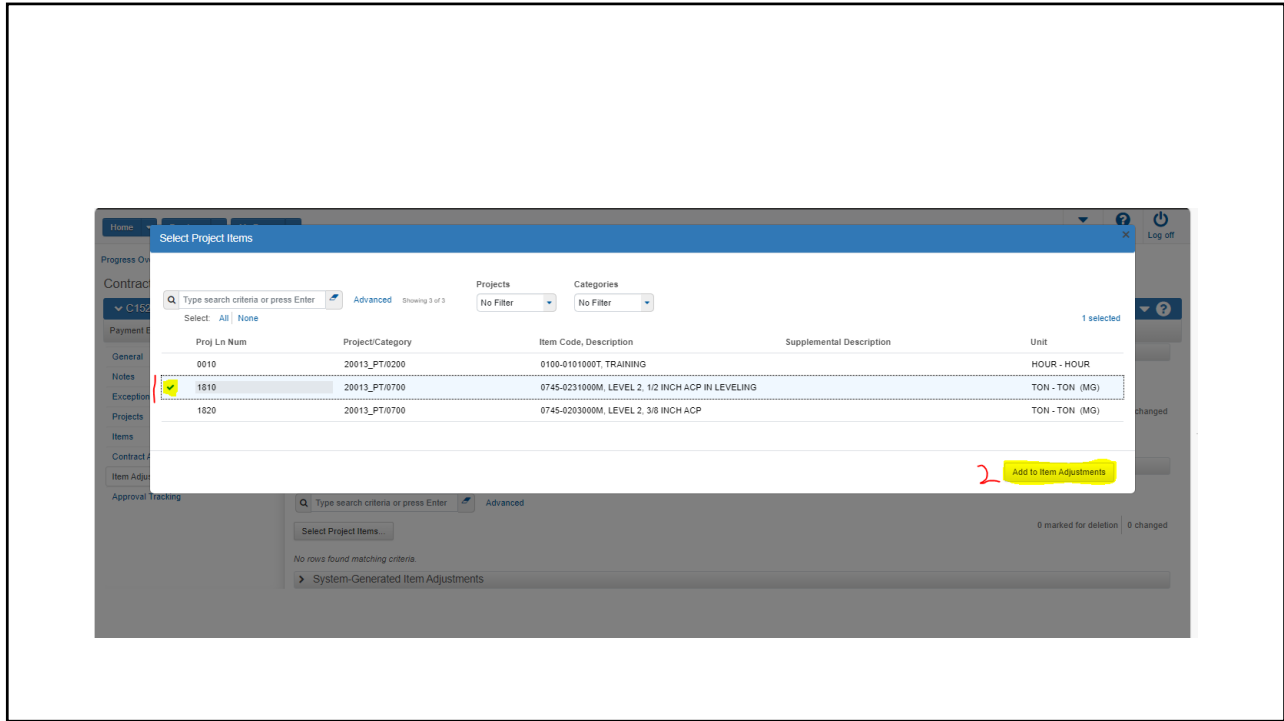 Home
Log off
Select Project Items
×
Progress Ov
Contrac
C152
Payment E
General
Notes
Exception
Projects
Items
Contract A
Item Adjus
Approval Tracking
Projects Categories
Type search criteria or press Enter Advanced Showing 3 of 3 No Filter No Filter
Select: All None 1 selected
Proj Ln Num Project/Category Item Code, Description Supplemental Description Unit
0010 20013_PT/0200 0100-0101000T, TRAINING HOUR - HOUR
1 1810 20013_PT/0700 0745-0231000M, LEVEL 2, 1/2 INCH ACP IN LEVELING TON - TON (MG)
1820 20013_PT/0700 0745-0203000M, LEVEL 2, 3/8 INCH ACP TON - TON (MG)
changed
2 Add to Item Adjustments
Type search criteria or press Enter Advanced
Select Project Items... 0 marked for deletion 0 changed
No rows found matching criteria.
System-Generated Item Adjustments